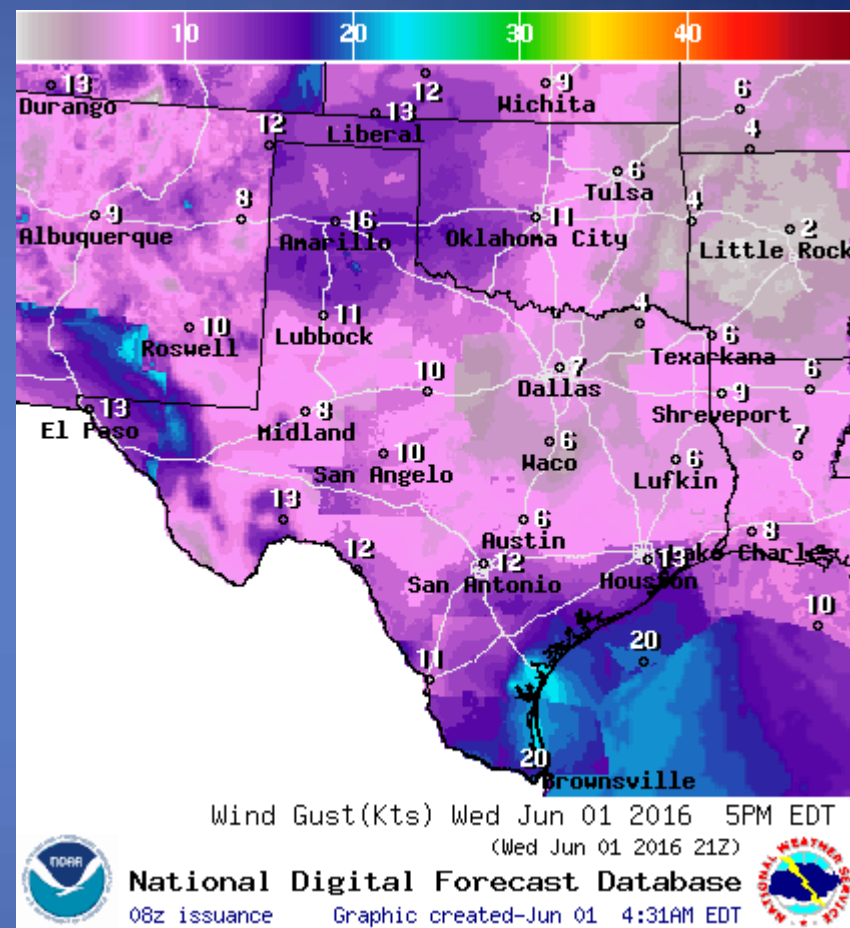 10 20 30 40
13 12 9 6
Durango Wichita
12 13 4
Liberal
6
Tulsa
9 8 16 11 4 2
Albuquerque Amarillo Oklahoma City Little Rock
10 11 4 6
Roswell Lubbock Texarkana
7
10 Dallas 9 6
13 8 Shreveport
El Paso Midland
10 6 6 7
San Angelo Waco Lufkin
13 6 8
Austin
12 12 13 Lake Charles
San Antonio Houston
10
20
11
20
Brownsville
Wind Gust(Kts) Wed Jun 01 2016 5PM EDT
(Wed Jun 01 2016 21Z)
NOAA
National Digital Forecast Database
08z issuance Graphic created-Jun 01 4:31AM EDT
NATIONAL WEATHER SERVICE